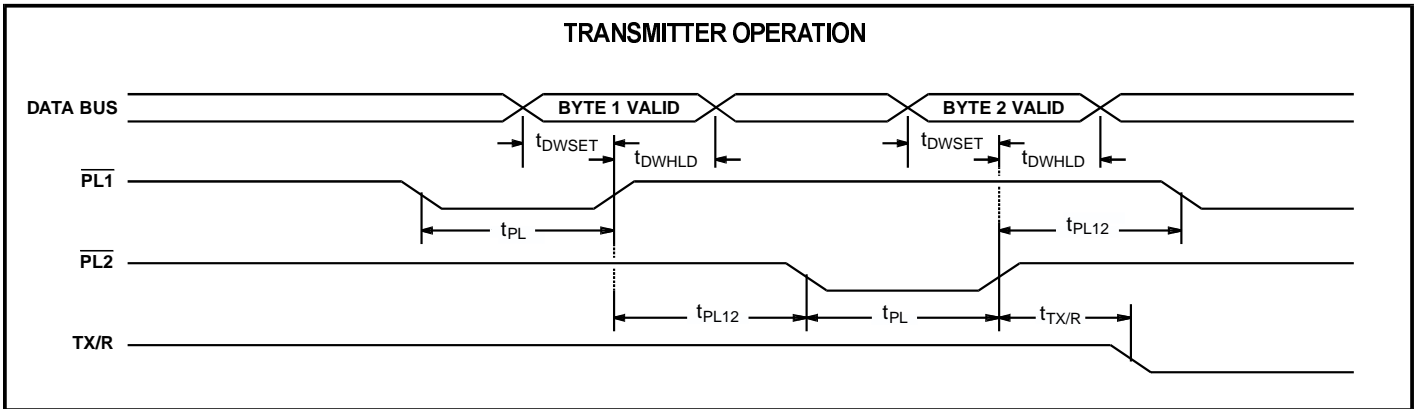 TRANSMITTER OPERATION
DATA BUS
BYTE 1 VALID
BYTE 2 VALID
tDWSET
tDWHLD
tDWSET
tDWHLD
PL1
tPL
tPL12
PL2
tPL12
tPL
tTX/R
TX/R